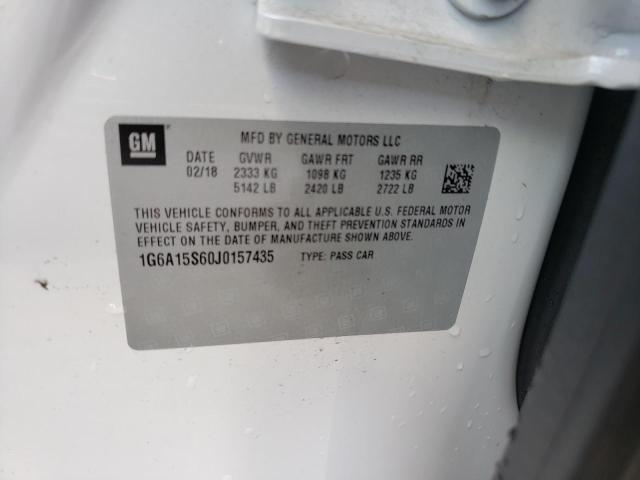 GM
MFD BY GENERAL MOTORS LLC
DATE GVWR GAWR FRT GAWR RR
02/18 2333 KG 1098 KG 1235 KG
5142 LB 2420 LB 2722 LB
THIS VEHICLE CONFORMS TO ALL APPLICABLE U.S. FEDERAL MOTOR
VEHICLE SAFETY, BUMPER, AND THEFT PREVENTION STANDARDS IN
EFFECT ON THE DATE OF MANUFACTURE SHOWN ABOVE.
1G6A15S60J0157435 TYPE: PASS CAR